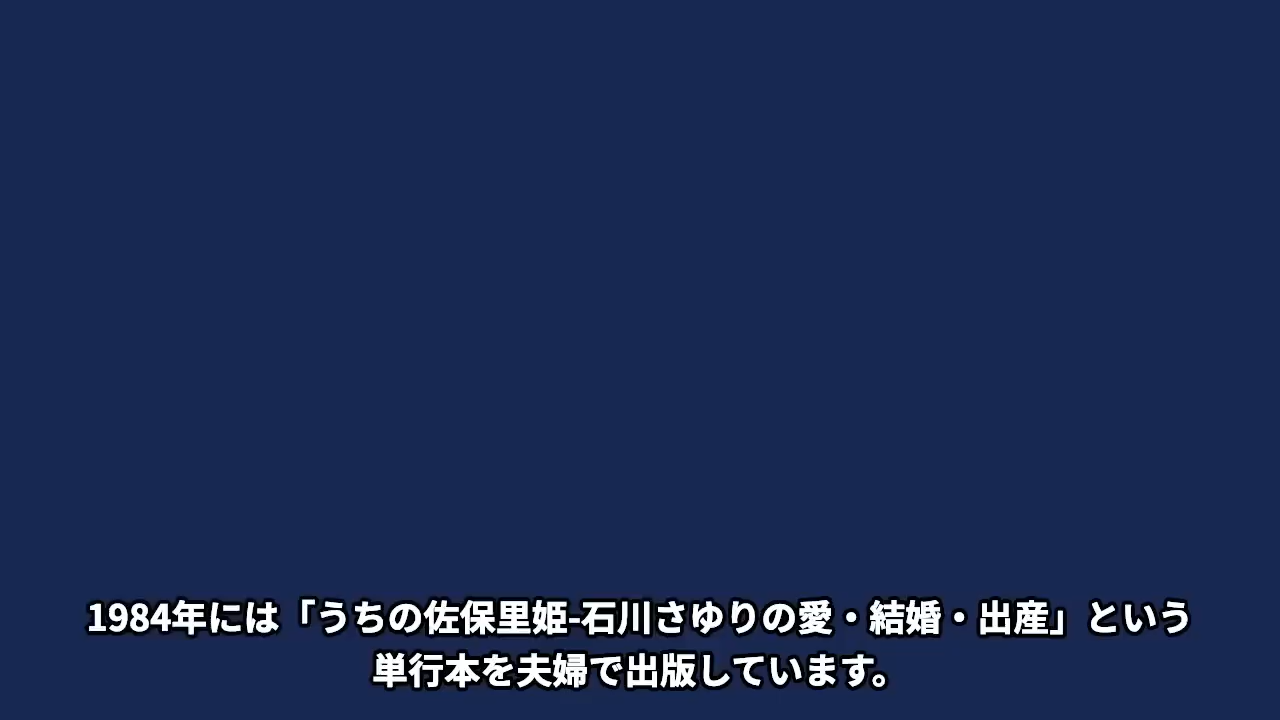 1984年には「うちの佐保里姫-石川さゆりの愛・結婚・出産」という
単行本を夫婦で出版しています。